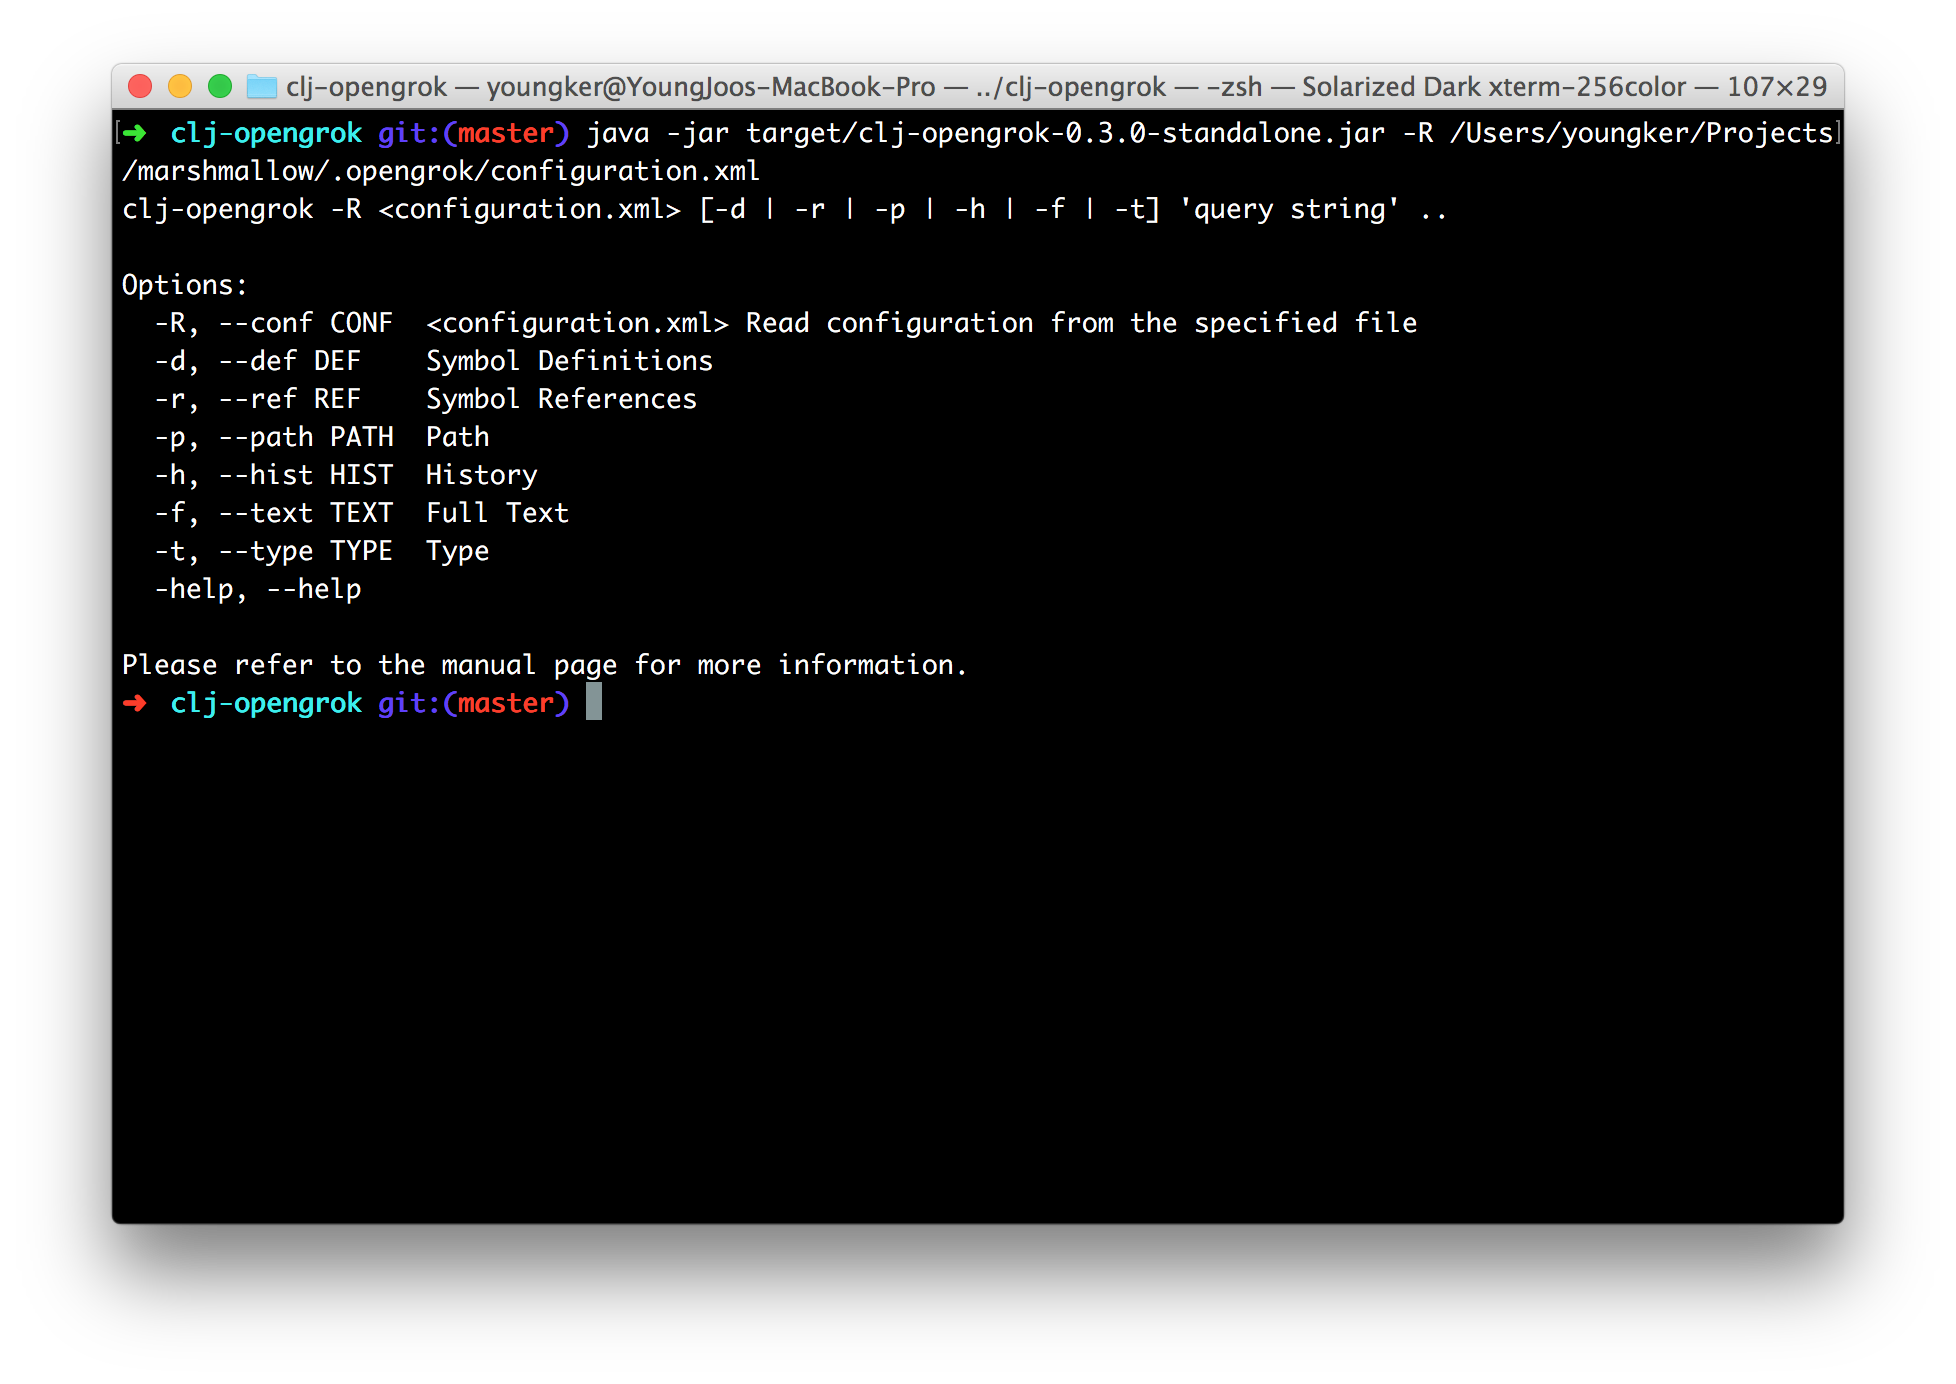 clj-opengrok — youngker@YoungJoos-MacBook-Pro — ../clj-opengrok — -zsh — Solarized Dark xterm-256color — 107×29
[➜  clj-opengrok git:(master) java -jar target/clj-opengrok-0.3.0-standalone.jar -R /Users/youngker/Projects]
/marshmallow/.opengrok/configuration.xml
clj-opengrok -R <configuration.xml> [-d | -r | -p | -h | -f | -t] 'query string' ..
Options:
  -R, --conf CONF  <configuration.xml> Read configuration from the specified file
  -d, --def DEF    Symbol Definitions
  -r, --ref REF    Symbol References
  -p, --path PATH  Path
  -h, --hist HIST  History
  -f, --text TEXT  Full Text
  -t, --type TYPE  Type
  -help, --help
Please refer to the manual page for more information.
➜  clj-opengrok git:(master)